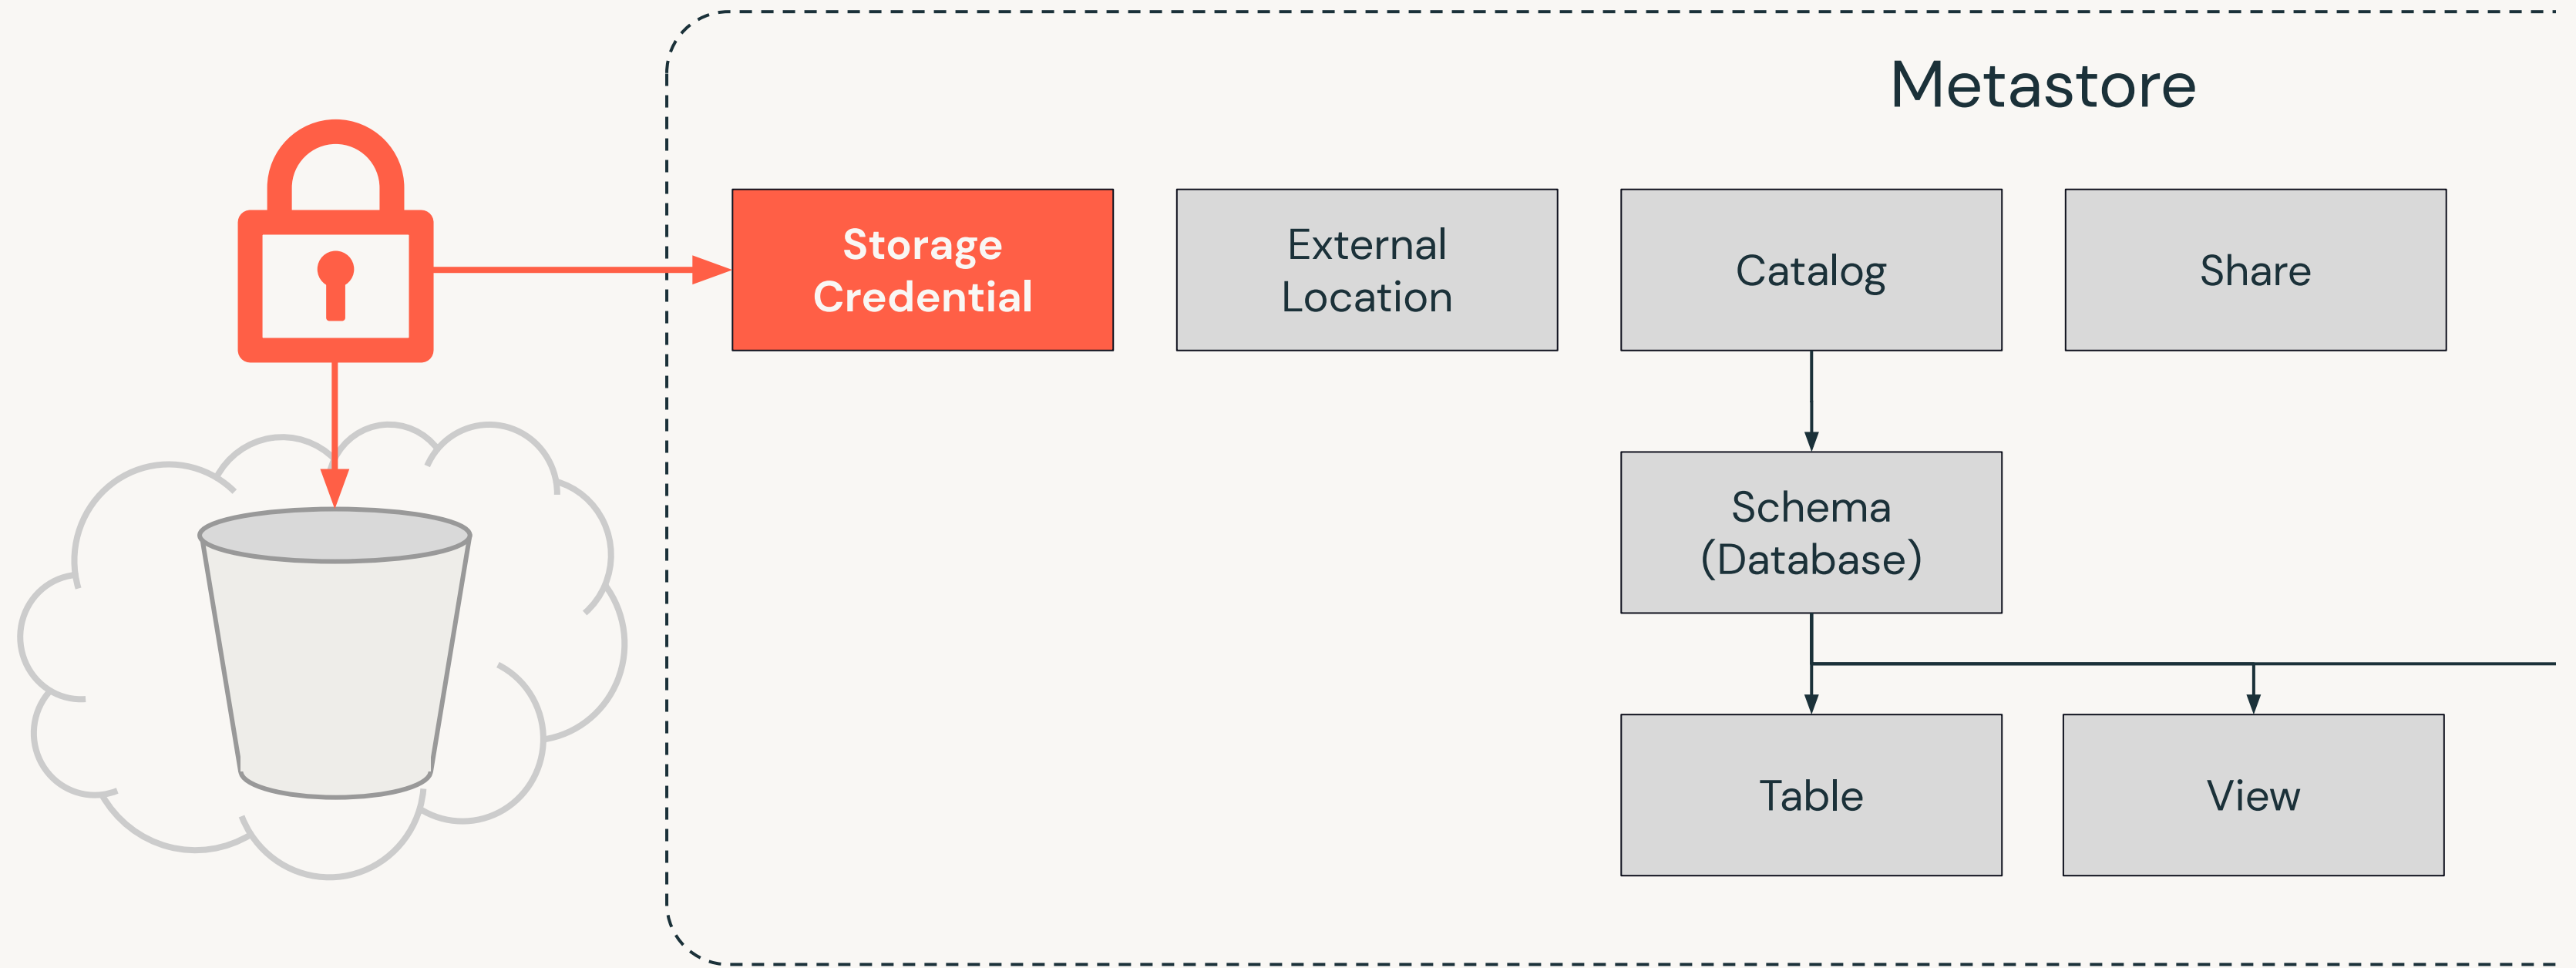 Metastore
Storage
Credential
External
Location
Catalog
Share
Schema
(Database)
Table
View